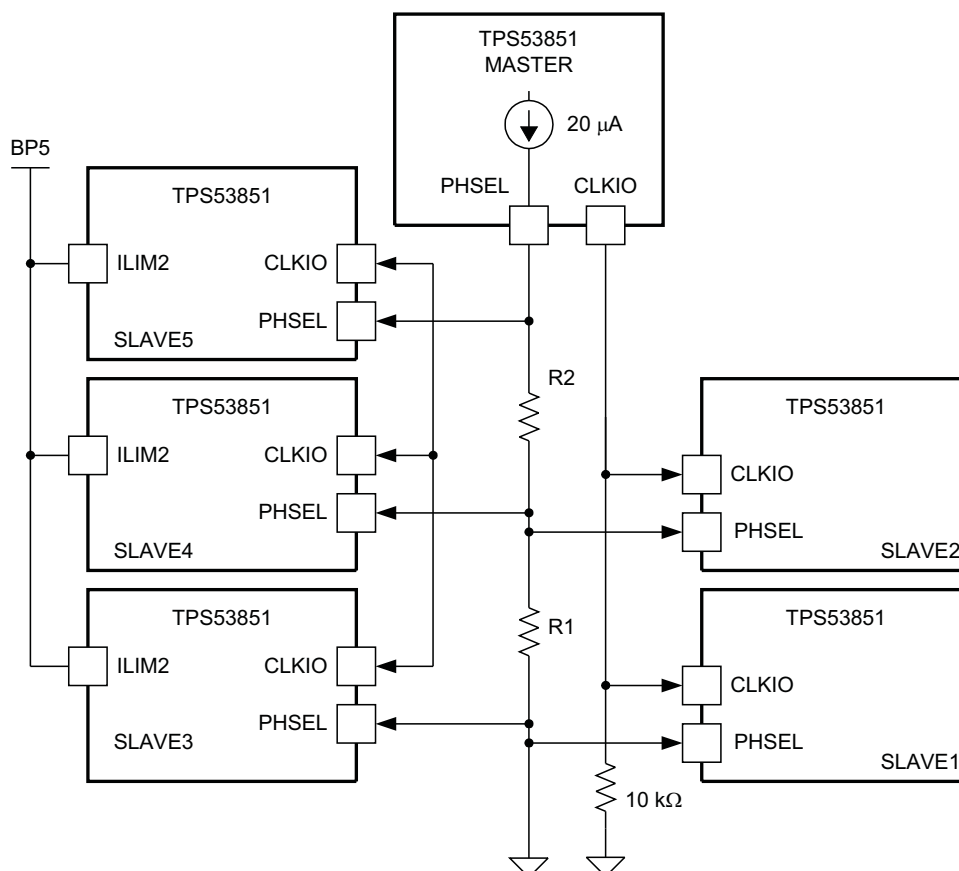 TPS53851
MASTER
20 μA
PHSEL
CLKIO
BP5
TPS53851
ILIM2
CLKIO
PHSEL
SLAVE5
R2
TPS53851
ILIM2
CLKIO
PHSEL
SLAVE4
TPS53851
CLKIO
PHSEL
SLAVE2
R1
TPS53851
ILIM2
CLKIO
PHSEL
SLAVE3
TPS53851
CLKIO
PHSEL
SLAVE1
10 kΩ